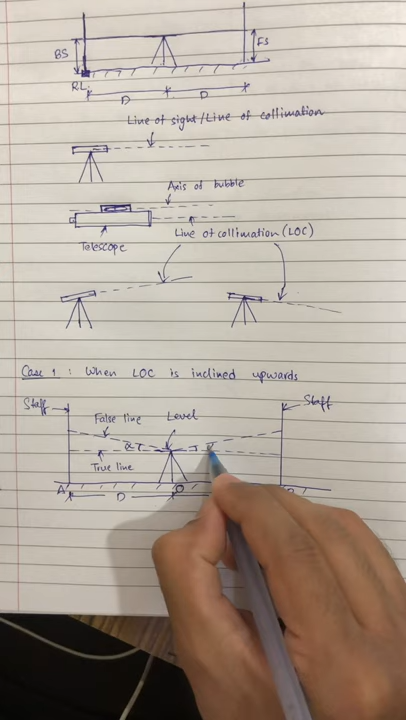 BS
FS
R.L.
D D
Line of sight/Line of collimation
Axis of bubble
Line of collimation (LOC)
Telescope
Case 1 : When LOC is inclined upwards
Staff
Staff
False line
Level
α
True line
A
D